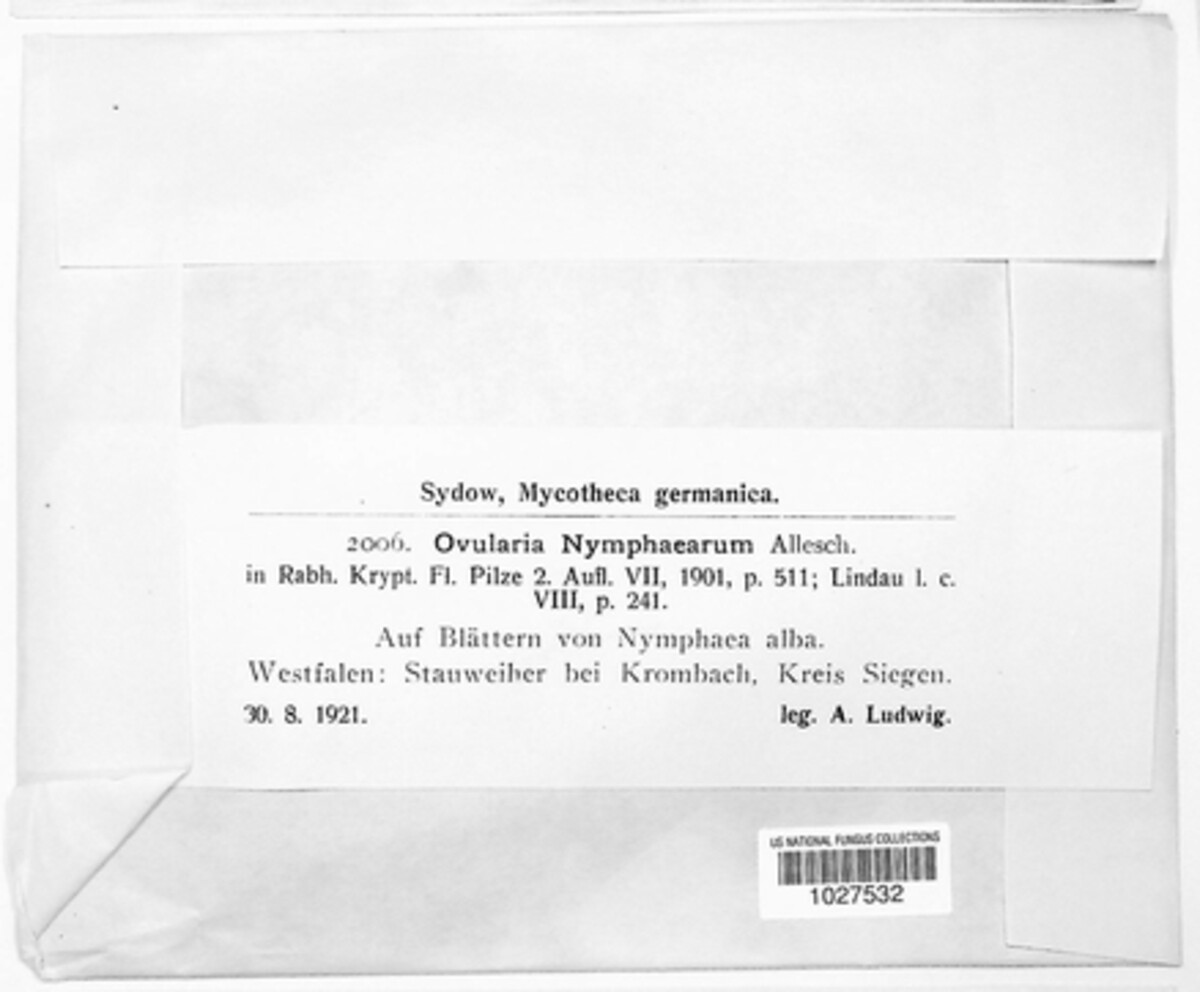 Sydow, Mycotheca germanica.
2006. Ovularia Nymphaearum Allesch.
in Rabh. Krypt. Fl. Pilze 2. Aufl. VII, 1901, p. 511; Lindau l. c.
VIII, p. 241.
Auf Blättern von Nymphaea alba.
Westfalen: Stauweiher bei Krombach, Kreis Siegen.
30. 8. 1921. leg. A. Ludwig.
US NATIONAL FUNGUS COLLECTIONS
1027532